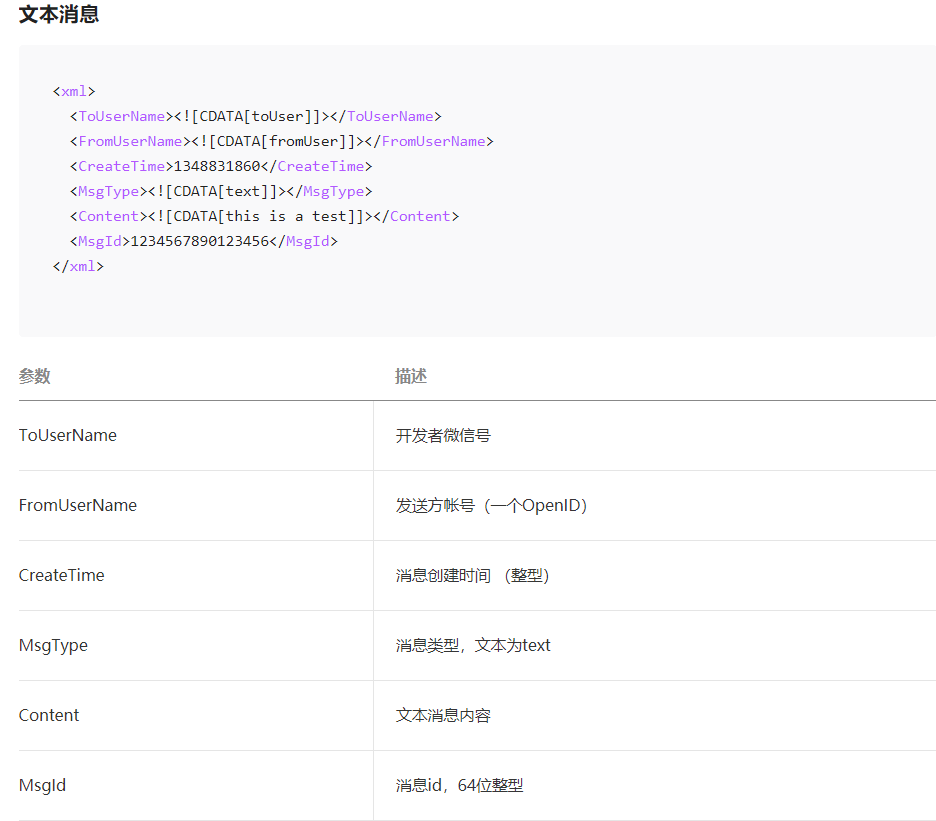 文本消息
<xml>
  <ToUserName><![CDATA[toUser]]></ToUserName>
  <FromUserName><![CDATA[fromUser]]></FromUserName>
  <CreateTime>1348831860</CreateTime>
  <MsgType><![CDATA[text]]></MsgType>
  <Content><![CDATA[this is a test]]></Content>
  <MsgId>1234567890123456</MsgId>
</xml>
参数 描述
ToUserName 开发者微信号
FromUserName 发送方帐号（一个OpenID）
CreateTime 消息创建时间 （整型）
MsgType 消息类型，文本为text
Content 文本消息内容
MsgId 消息id，64位整型